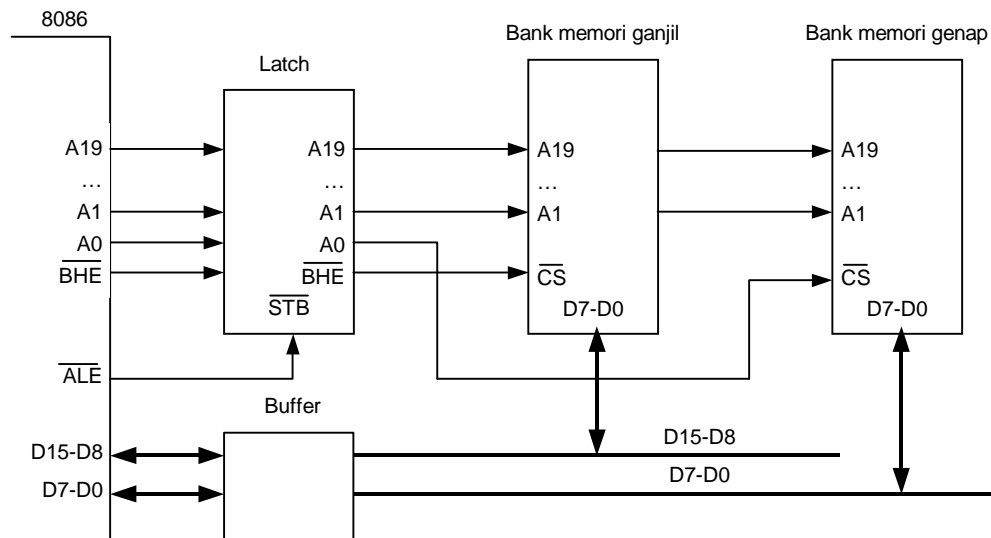 8086
Latch
Bank memori ganjil
Bank memori genap
A19
...
A1
A0
BHE
ALE
D15-D8
D7-D0
A19
...
A1
A0
BHE
STB
Buffer
A19
...
A1
CS
D7-D0
A19
...
A1
CS
D7-D0
D15-D8
D7-D0